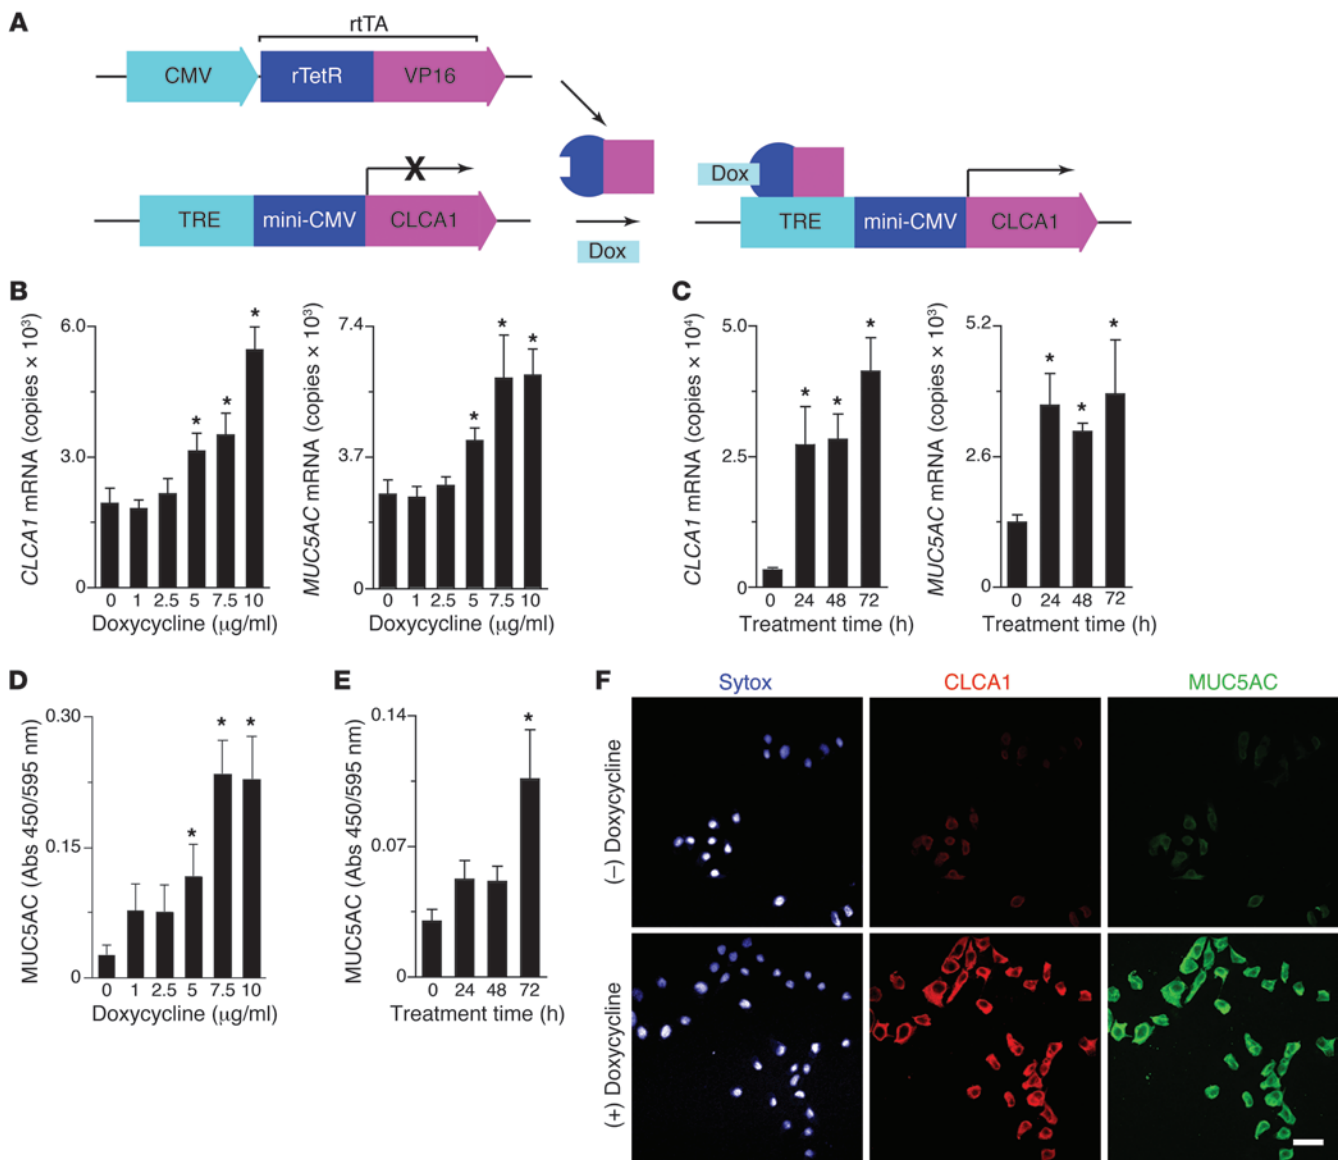 A
rtTA
CMV rTetR VP16
X
TRE mini-CMV CLCA1
Dox
Dox
TRE mini-CMV CLCA1
B
CLCA1 mRNA (copies × 10³)
6.0
3.0
0
0 1 2.5 5 7.5 10
* * *
Doxycycline (μg/ml)
MUC5AC mRNA (copies × 10³)
7.4
3.7
0
0 1 2.5 5 7.5 10
* * *
Doxycycline (μg/ml)
C
CLCA1 mRNA (copies × 10⁴)
5.0
2.5
0
0 24 48 72
* * *
Treatment time (h)
MUC5AC mRNA (copies × 10³)
5.2
2.6
0
0 24 48 72
* * *
Treatment time (h)
D
MUC5AC (Abs 450/595 nm)
0.30
0.15
0
0 1 2.5 5 7.5 10
* * *
Doxycycline (μg/ml)
E
MUC5AC (Abs 450/595 nm)
0.14
0.07
0
0 24 48 72
*
Treatment time (h)
F
Sytox CLCA1 MUC5AC
(–) Doxycycline
(+) Doxycycline